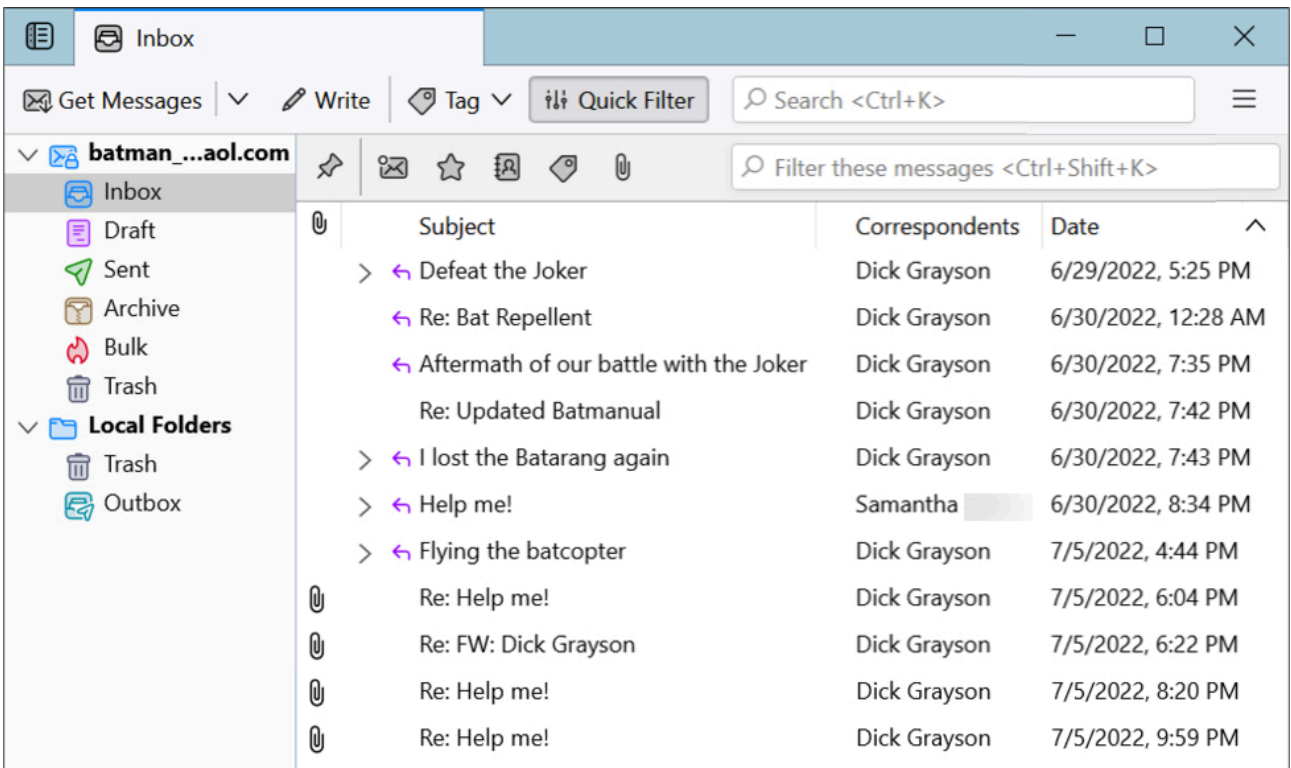 Inbox
Get Messages Write Tag Quick Filter Search <Ctrl+K>
batman_...aol.com
Inbox
Draft
Sent
Archive
Bulk
Trash
Local Folders
Trash
Outbox
Filter these messages <Ctrl+Shift+K>
Subject Correspondents Date
Defeat the Joker Dick Grayson 6/29/2022, 5:25 PM
Re: Bat Repellent Dick Grayson 6/30/2022, 12:28 AM
Aftermath of our battle with the Joker Dick Grayson 6/30/2022, 7:35 PM
Re: Updated Batmanual Dick Grayson 6/30/2022, 7:42 PM
I lost the Batarang again Dick Grayson 6/30/2022, 7:43 PM
Help me! Samantha 6/30/2022, 8:34 PM
Flying the batcopter Dick Grayson 7/5/2022, 4:44 PM
Re: Help me! Dick Grayson 7/5/2022, 6:04 PM
Re: FW: Dick Grayson Dick Grayson 7/5/2022, 6:22 PM
Re: Help me! Dick Grayson 7/5/2022, 8:20 PM
Re: Help me! Dick Grayson 7/5/2022, 9:59 PM